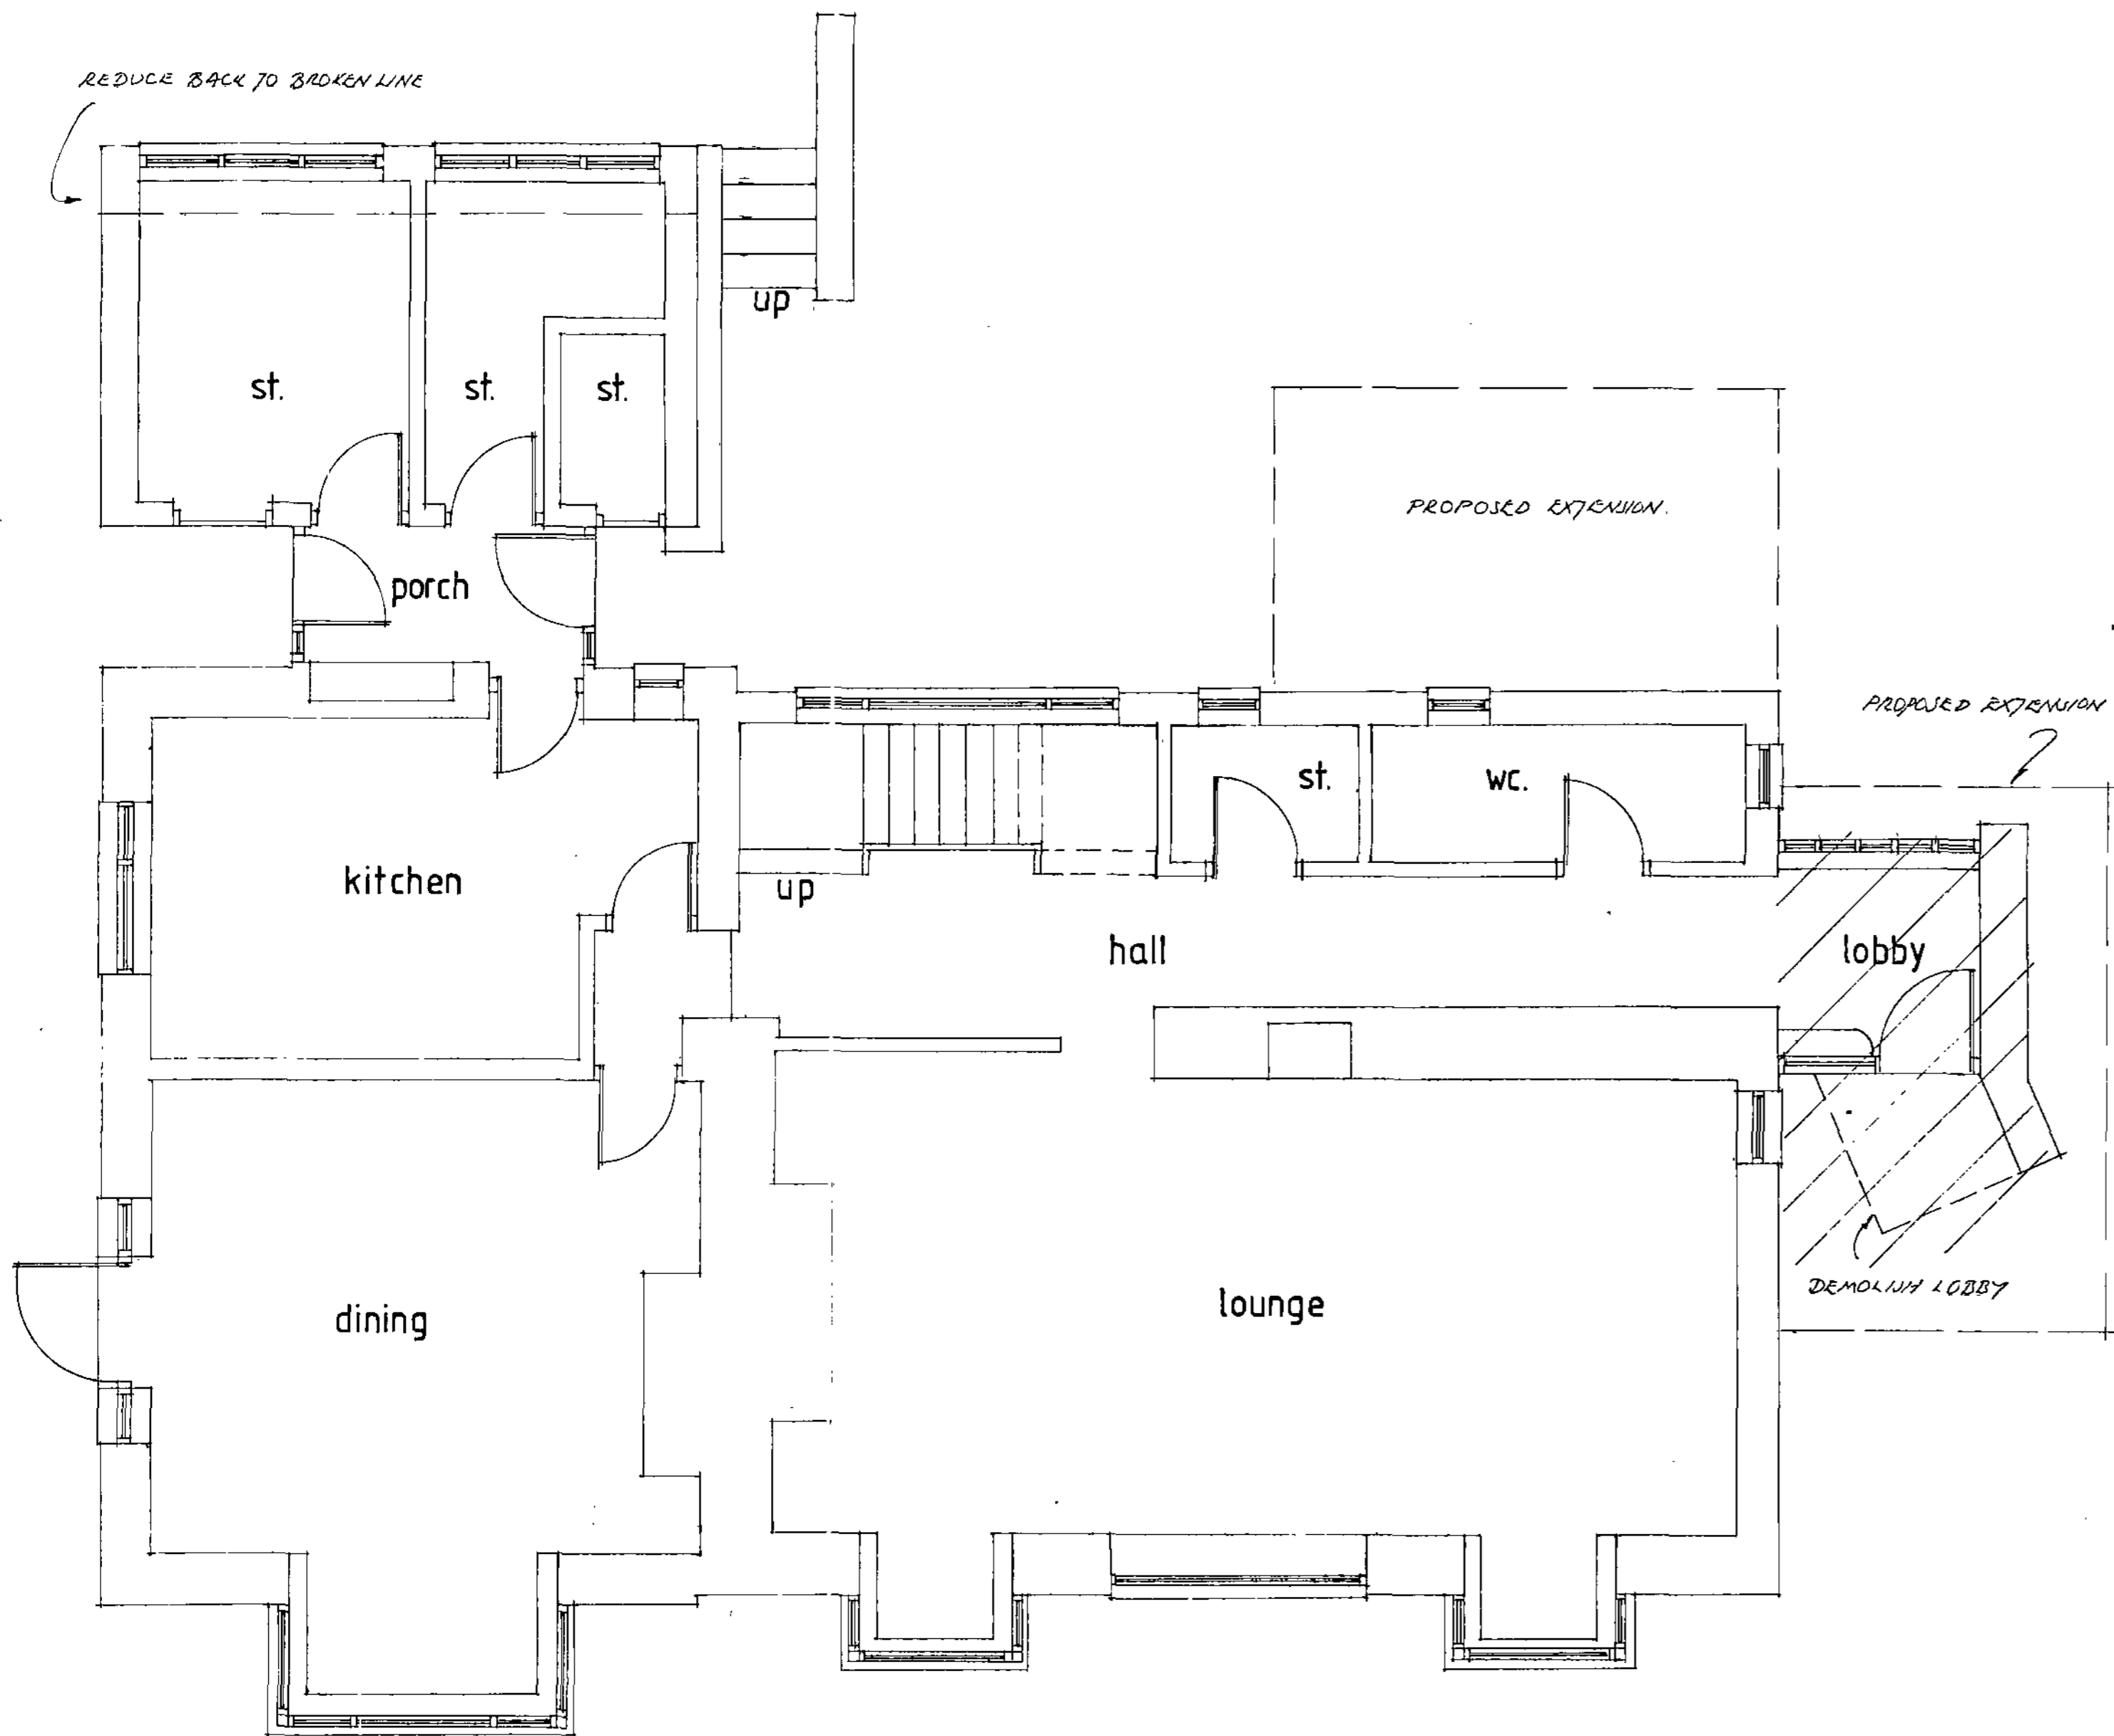 REDUCE BACK TO BROKEN LINE
up
st.
st.
st.
PROPOSED EXTENSION.
porch
PROPOSED EXTENSION
st.
wc.
kitchen
up
hall
lobby
DEMOLISH LOBBY
lounge
dining